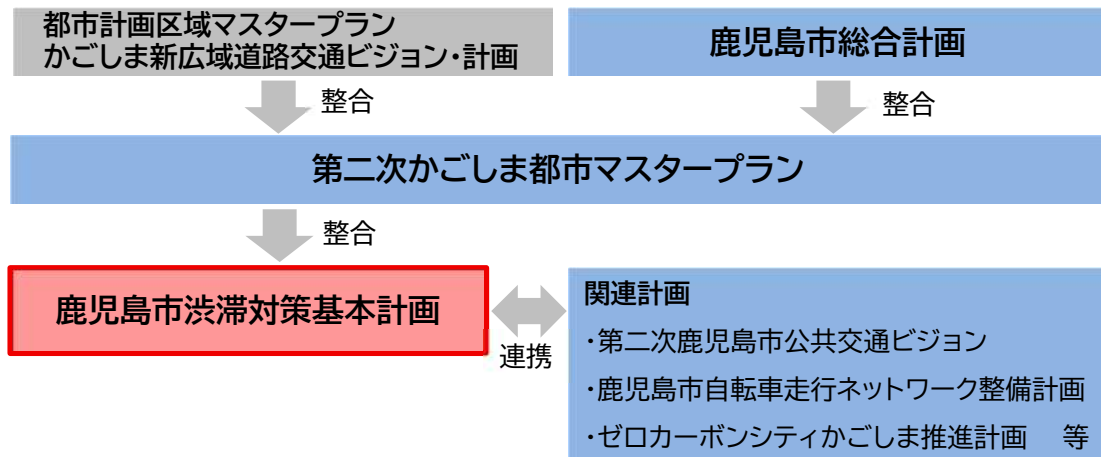 都市計画区域マスタープラン
かごしま新広域道路交通ビジョン・計画
鹿児島市総合計画
整合
整合
第二次かごしま都市マスタープラン
整合
鹿児島市渋滞対策基本計画
連携
関連計画
・第二次鹿児島市公共交通ビジョン
・鹿児島市自転車走行ネットワーク整備計画
・ゼロカーボンシティかごしま推進計画　等